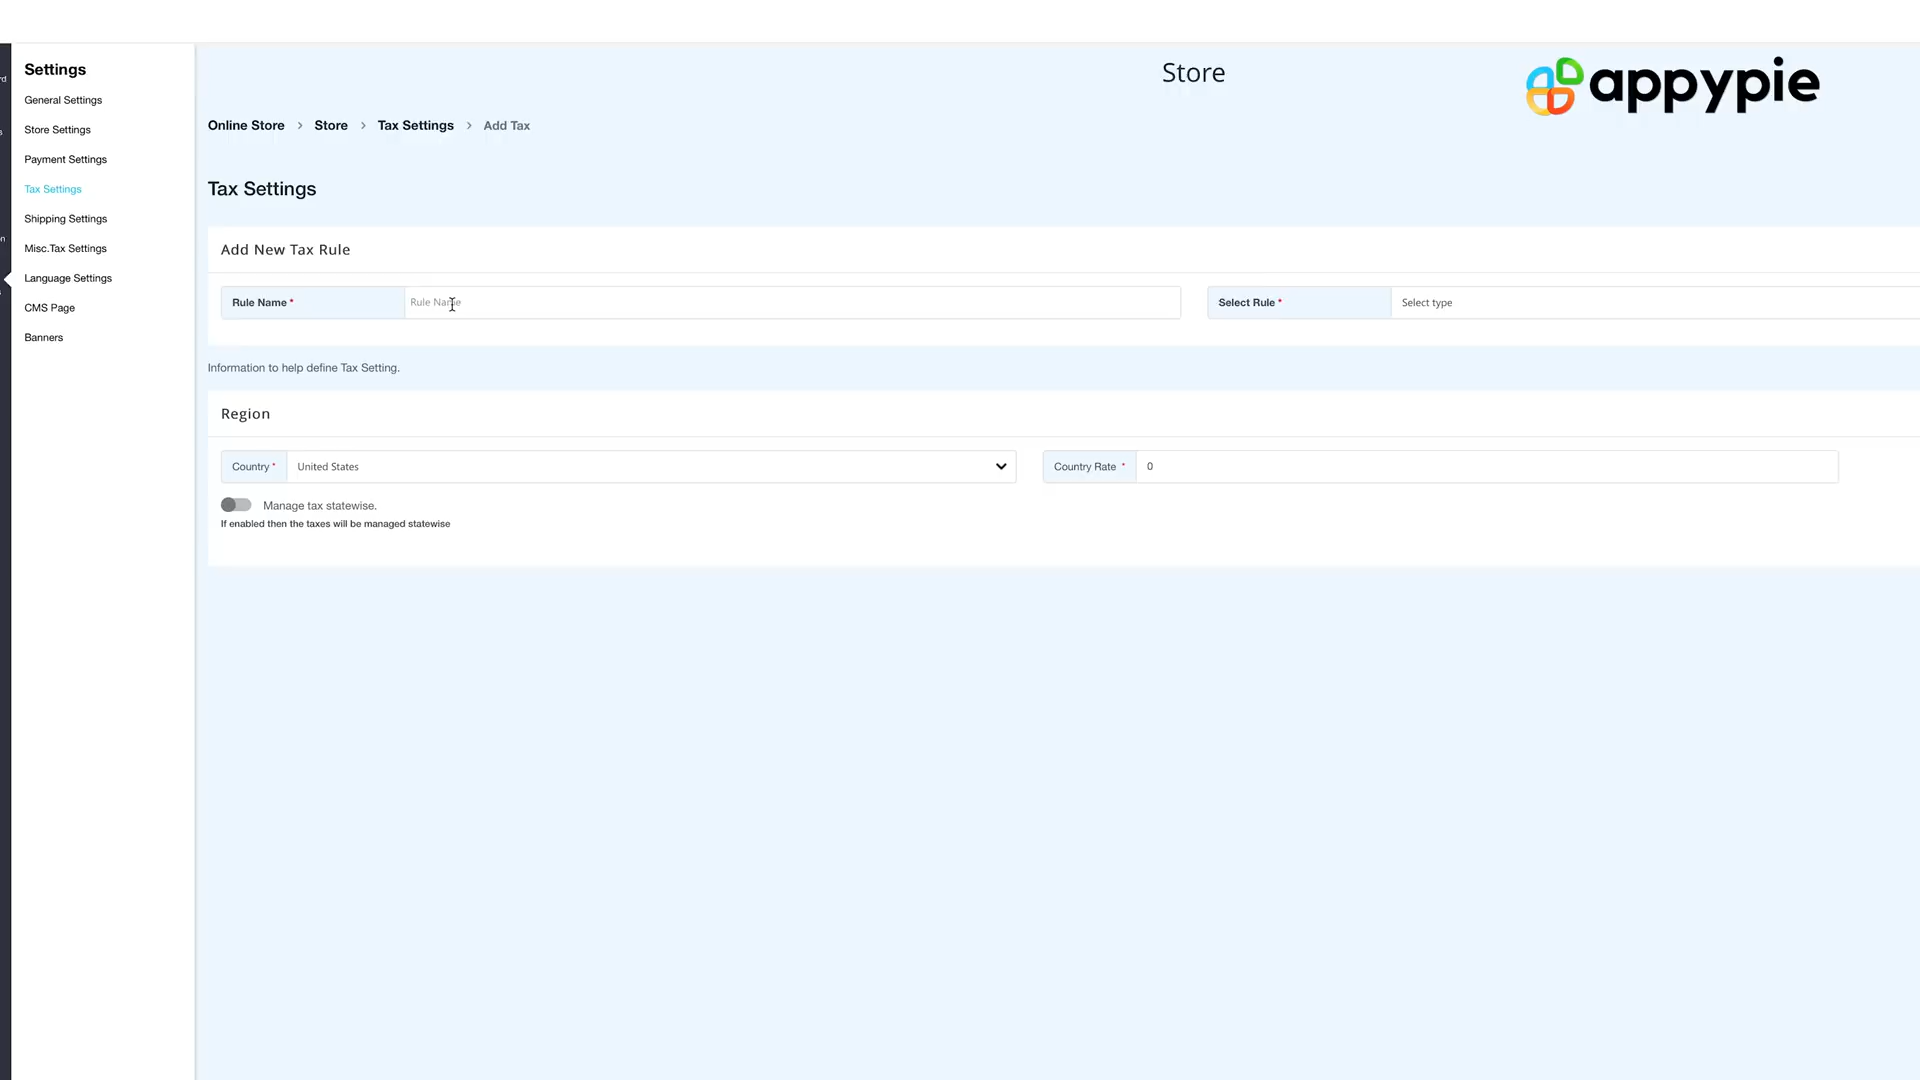 Settings
General Settings
Store Settings
Payment Settings
Tax Settings
Shipping Settings
Misc.Tax Settings
Language Settings
CMS Page
Banners
Store
appypie
Online Store > Store > Tax Settings > Add Tax
Tax Settings
Add New Tax Rule
Rule Name * Rule Name Select Rule * Select type
Information to help define Tax Setting.
Region
Country * United States Country Rate * 0
Manage tax statewise.
If enabled then the taxes will be managed statewise